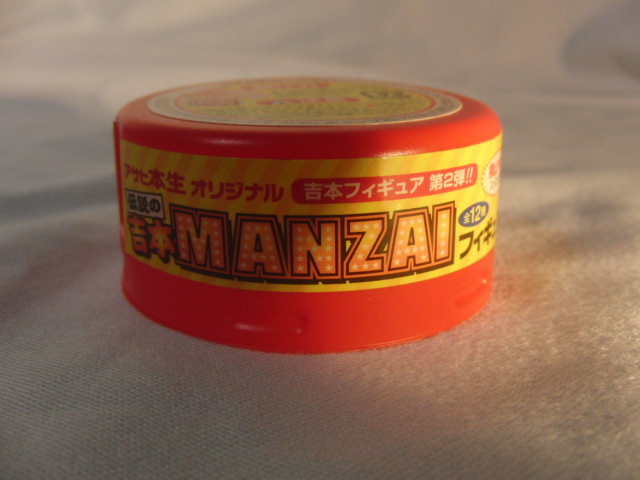 アサヒ本生 オリジナル 吉本フィギュア 第2弾!!
伝説の
吉本MANZAI
全12種
フィギュ